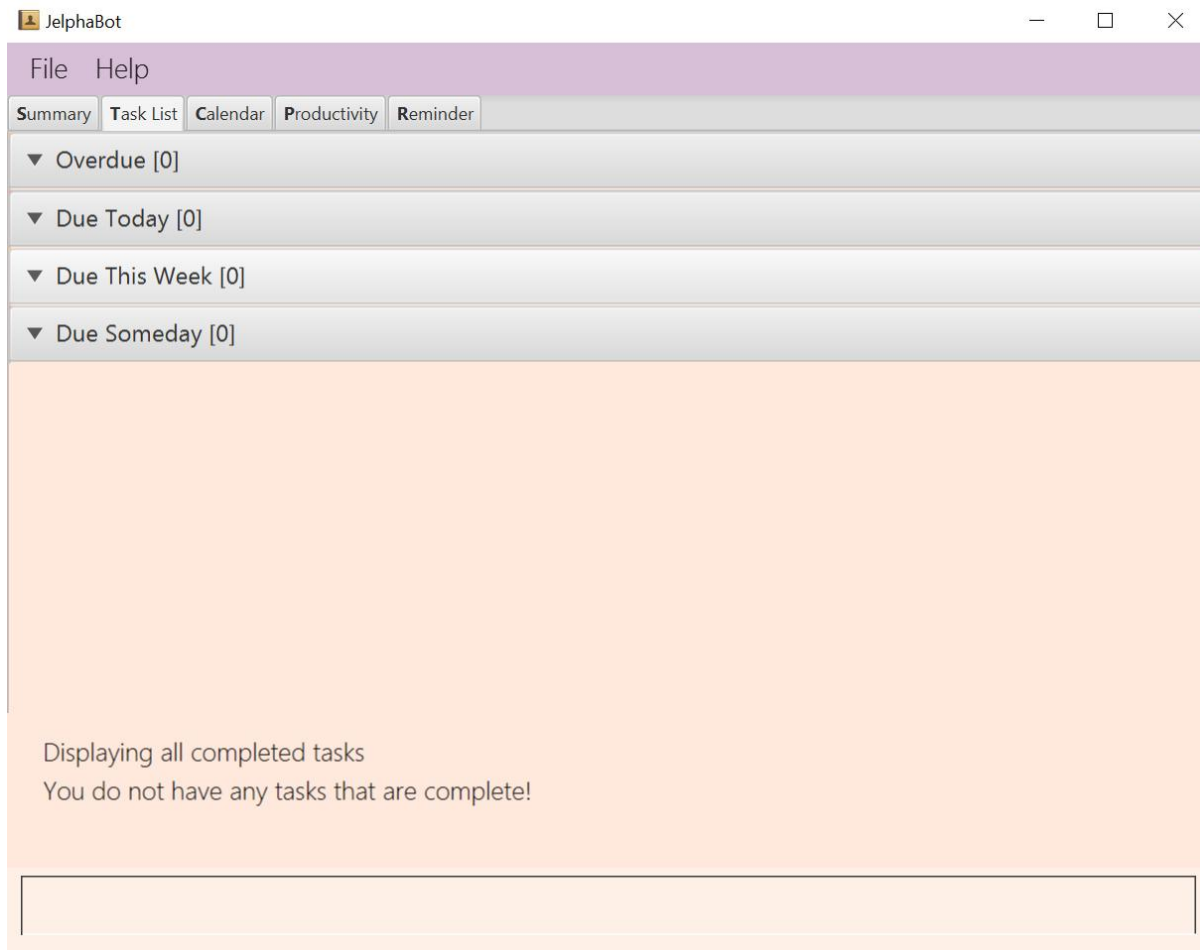 JelphaBot
File Help
Summary Task List Calendar Productivity Reminder
Overdue [0]
Due Today [0]
Due This Week [0]
Due Someday [0]
Displaying all completed tasks
You do not have any tasks that are complete!